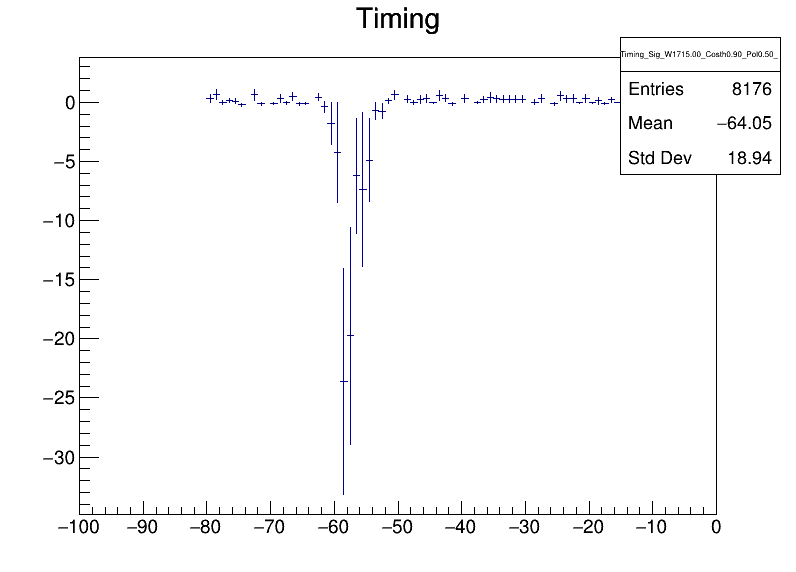 Timing
Timing_Sig_W1715.00_Costh0.90_Pol0.50_
Entries 8176
Mean −64.05
Std Dev 18.94
0
−5
−10
−15
−20
−25
−30
−100 −90 −80 −70 −60 −50 −40 −30 −20 −10 0